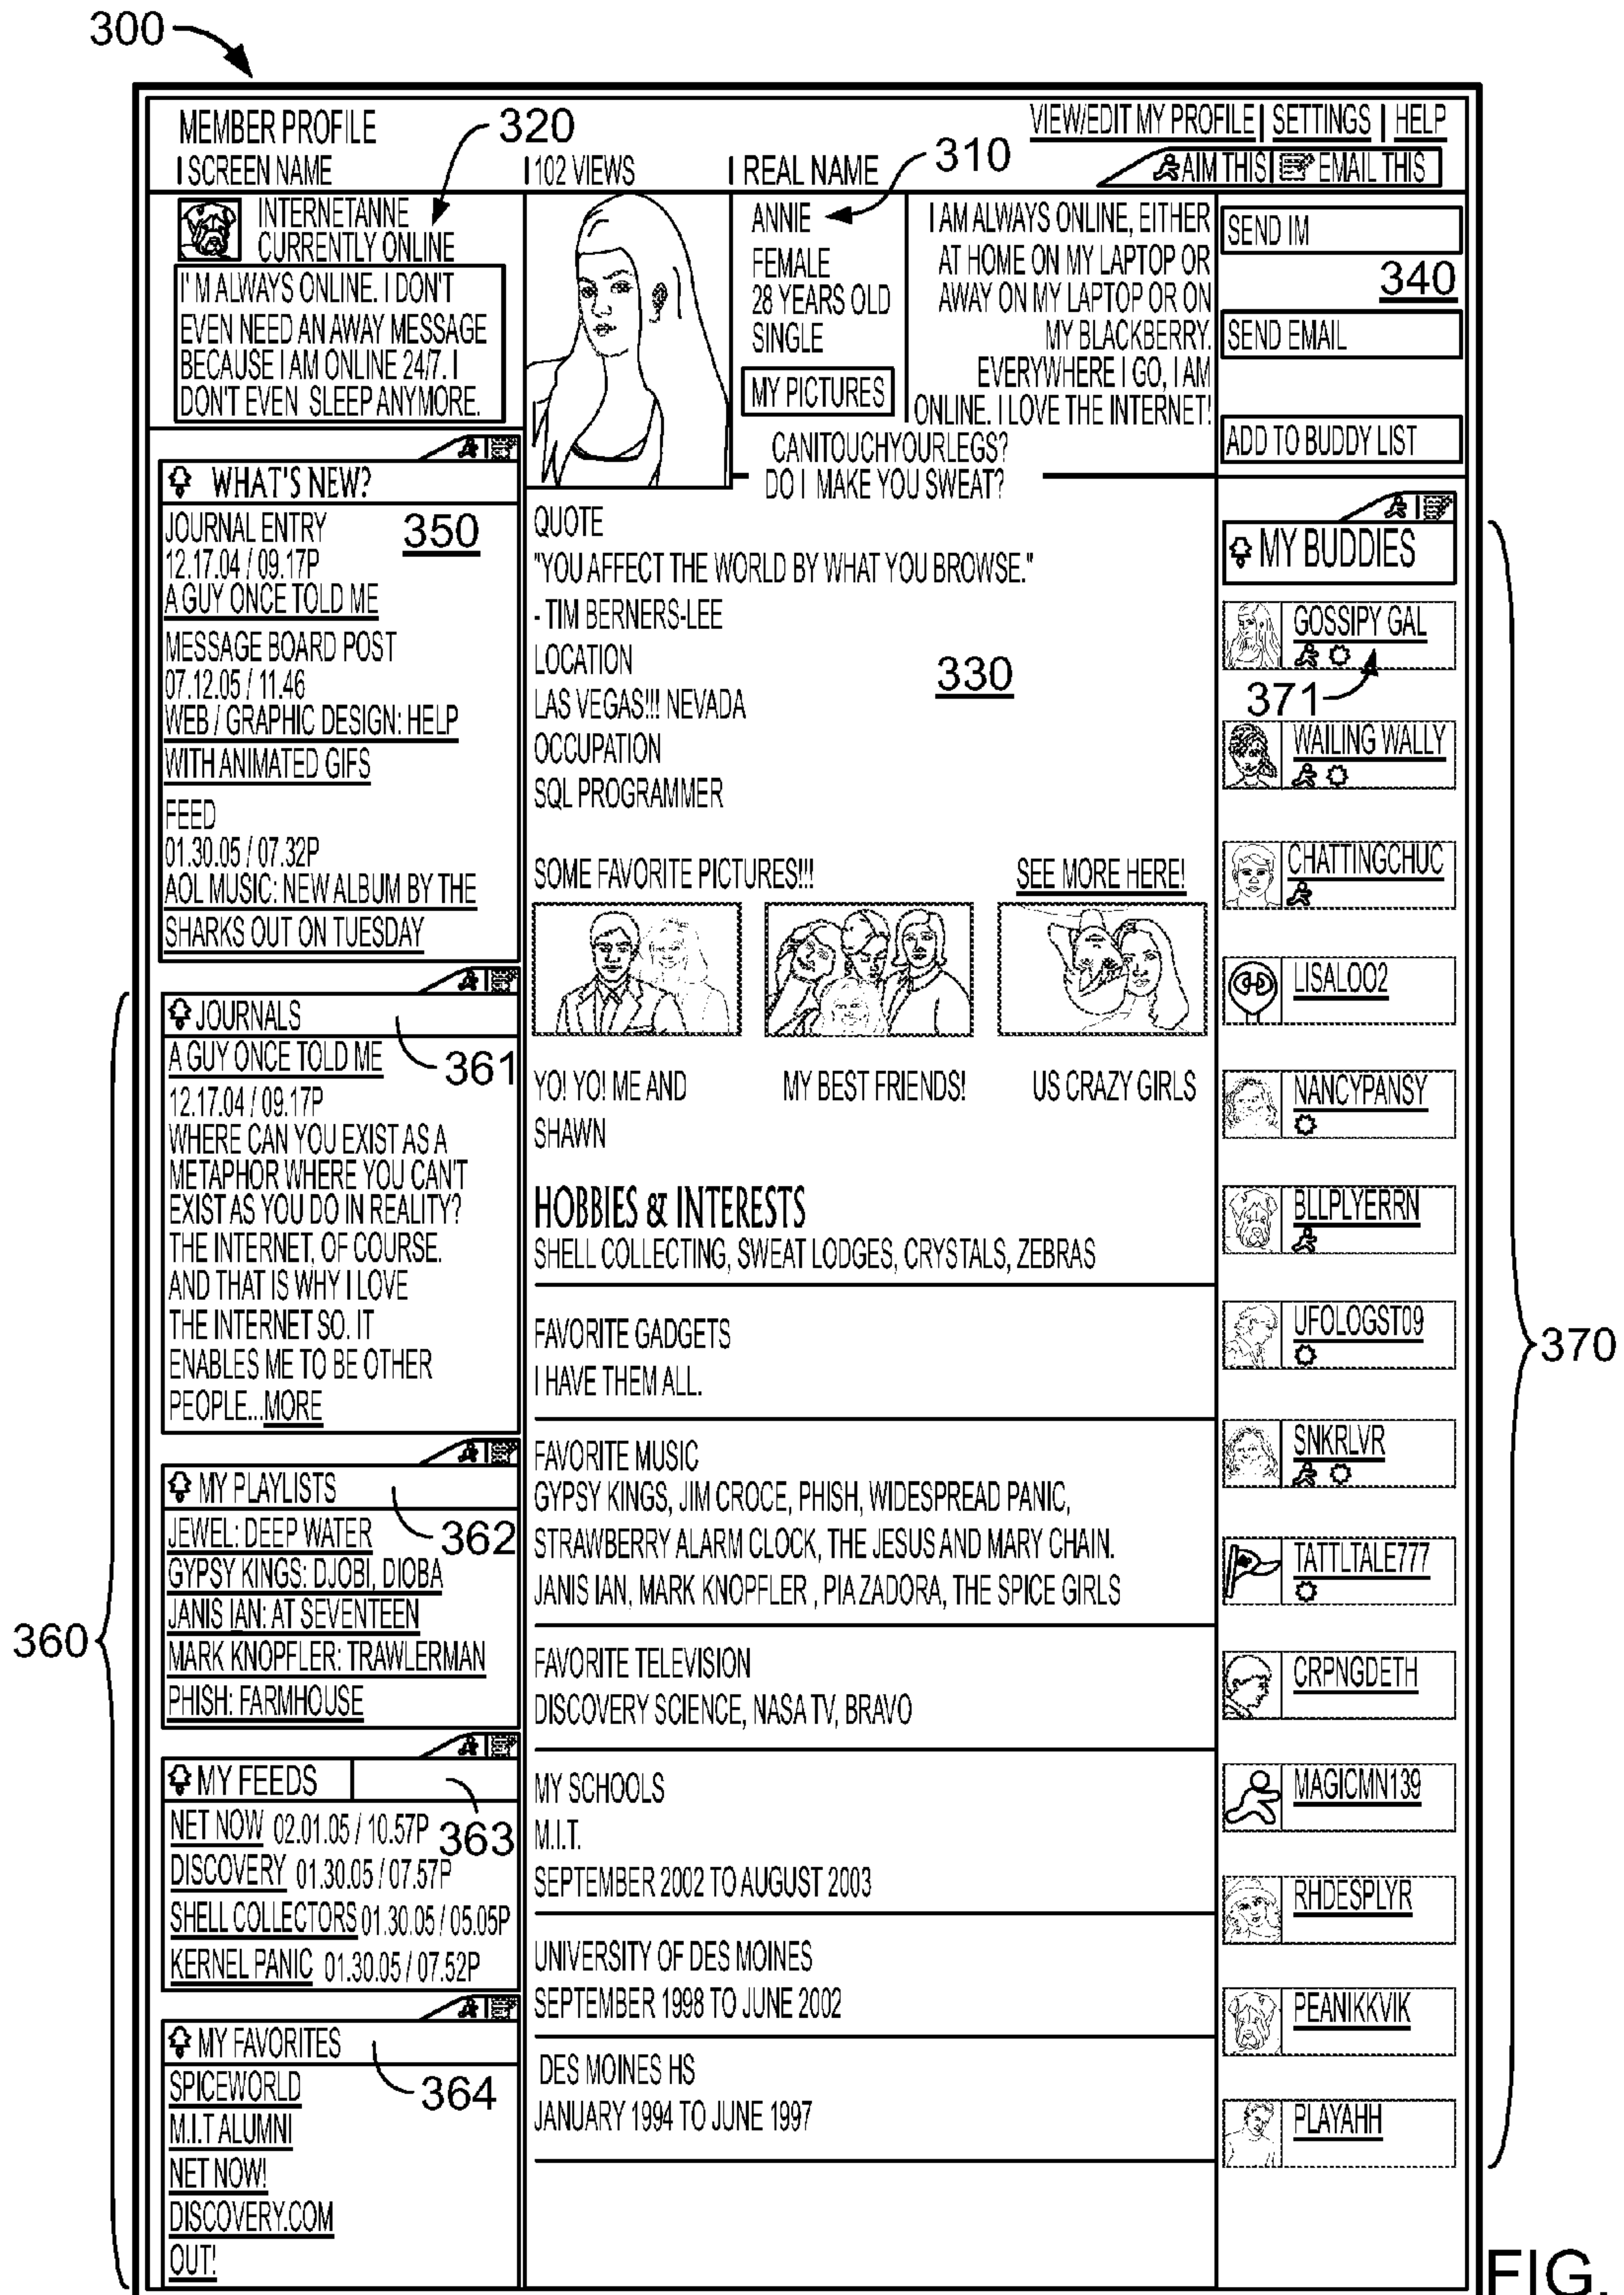 300
MEMBER PROFILE
320
VIEW/EDIT MY PROFILE | SETTINGS | HELP
SCREEN NAME
102 VIEWS
REAL NAME
310
AIM THIS
EMAIL THIS
INTERNETANNE
CURRENTLY ONLINE
I' M ALWAYS ONLINE. I DON'T
EVEN NEED AN AWAY MESSAGE
BECAUSE I AM ONLINE 24/7. I
DON'T EVEN SLEEP ANYMORE.
ANNIE
FEMALE
28 YEARS OLD
SINGLE
MY PICTURES
I AM ALWAYS ONLINE, EITHER
AT HOME ON MY LAPTOP OR
AWAY ON MY LAPTOP OR ON
MY BLACKBERRY.
EVERYWHERE I GO, I AM
ONLINE. I LOVE THE INTERNET!
CANITOUCHYOURLEGS?
DO I MAKE YOU SWEAT?
SEND IM
340
SEND EMAIL
ADD TO BUDDY LIST
WHAT'S NEW?
JOURNAL ENTRY
350
12.17.04 / 09.17P
A GUY ONCE TOLD ME
MESSAGE BOARD POST
07.12.05 / 11.46
WEB / GRAPHIC DESIGN: HELP
WITH ANIMATED GIFS
FEED
01.30.05 / 07.32P
AOL MUSIC: NEW ALBUM BY THE
SHARKS OUT ON TUESDAY
360
JOURNALS
361
A GUY ONCE TOLD ME
12.17.04 / 09.17P
WHERE CAN YOU EXIST AS A
METAPHOR WHERE YOU CAN'T
EXIST AS YOU DO IN REALITY?
THE INTERNET, OF COURSE.
AND THAT IS WHY I LOVE
THE INTERNET SO. IT
ENABLES ME TO BE OTHER
PEOPLE...MORE
MY PLAYLISTS
362
JEWEL: DEEP WATER
GYPSY KINGS: DJOBI, DIOBA
JANIS IAN: AT SEVENTEEN
MARK KNOPFLER: TRAWLERMAN
PHISH: FARMHOUSE
MY FEEDS
363
NET NOW 02.01.05 / 10.57P
DISCOVERY 01.30.05 / 07.57P
SHELL COLLECTORS 01.30.05 / 05.05P
KERNEL PANIC 01.30.05 / 07.52P
MY FAVORITES
364
SPICEWORLD
M.I.T ALUMNI
NET NOW!
DISCOVERY.COM
OUT!
QUOTE
"YOU AFFECT THE WORLD BY WHAT YOU BROWSE."
- TIM BERNERS-LEE
LOCATION
330
LAS VEGAS!!! NEVADA
OCCUPATION
SQL PROGRAMMER
SOME FAVORITE PICTURES!!!
SEE MORE HERE!
YO! YO! ME AND
SHAWN
MY BEST FRIENDS!
US CRAZY GIRLS
HOBBIES & INTERESTS
SHELL COLLECTING, SWEAT LODGES, CRYSTALS, ZEBRAS
FAVORITE GADGETS
I HAVE THEM ALL.
FAVORITE MUSIC
GYPSY KINGS, JIM CROCE, PHISH, WIDESPREAD PANIC,
STRAWBERRY ALARM CLOCK, THE JESUS AND MARY CHAIN.
JANIS IAN, MARK KNOPFLER , PIA ZADORA, THE SPICE GIRLS
FAVORITE TELEVISION
DISCOVERY SCIENCE, NASA TV, BRAVO
MY SCHOOLS
M.I.T.
SEPTEMBER 2002 TO AUGUST 2003
UNIVERSITY OF DES MOINES
SEPTEMBER 1998 TO JUNE 2002
DES MOINES HS
JANUARY 1994 TO JUNE 1997
MY BUDDIES
GOSSIPY GAL
371
WAILING WALLY
CHATTINGCHUC
LISALOO2
NANCYPANSY
BLLPLYERRN
UFOLOGST09
370
SNKRLVR
TATTLTALE777
CRPNGDETH
MAGICMN139
RHDESPLYR
PEANIKKVIK
PLAYAHH
FIG.